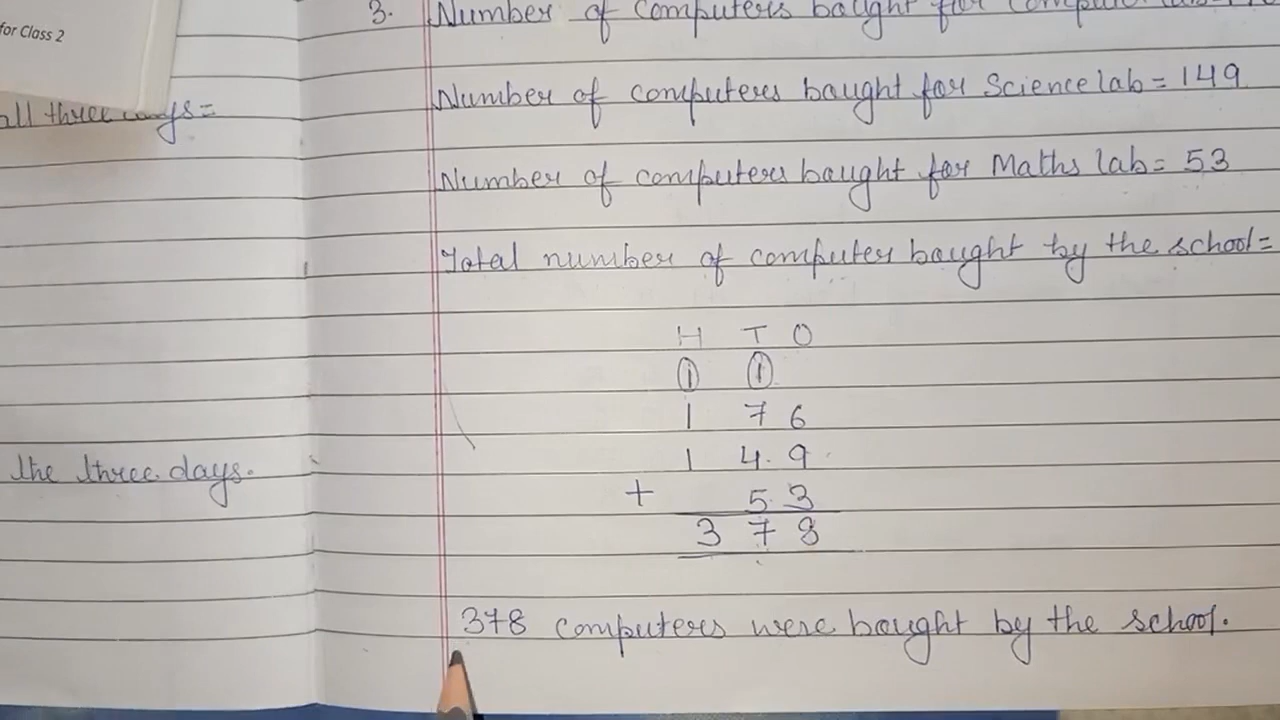 for Class 2
all three days=
the three days.
3. Number of computers bought for
Number of computers bought for Science lab = 149
Number of computers bought for Maths lab = 53
Total number of computer bought by the school=
H T O
1 1
1 7 6
1 4 9
+ 5 3
3 7 8
378 computers were bought by the school.